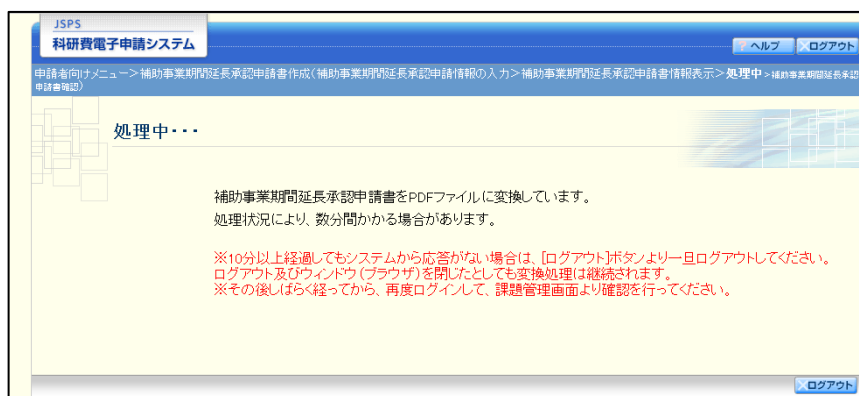 JSPS
科研費電子申請システム
ヘルプ
ログアウト
申請者向けメニュー>補助事業期間延長承認申請書作成(補助事業期間延長承認申請情報の入力>補助事業期間延長承認申請書情報表示>処理中>補助事業期間延長承認
申請書確認)
処理中・・・
補助事業期間延長承認申請書をPDFファイルに変換しています。
処理状況により、数分間かかる場合があります。
※10分以上経過してもシステムから応答がない場合は、[ログアウト]ボタンより一旦ログアウトしてください。
ログアウト及びウィンドウ(ブラウザ)を閉じたとしても変換処理は継続されます。
※その後しばらく経ってから、再度ログインして、課題管理画面より確認を行ってください。
ログアウト